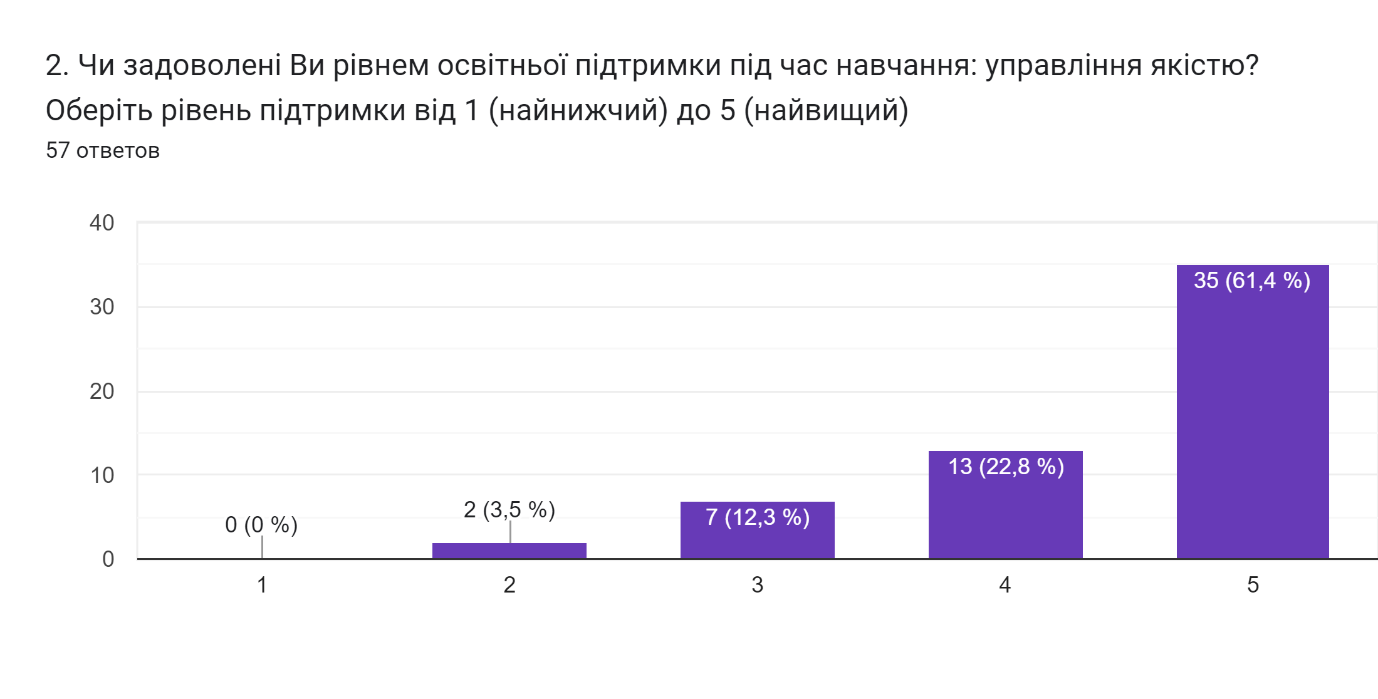 2. Чи задоволені Ви рівнем освітньої підтримки під час навчання: управління якістю?
Оберіть рівень підтримки від 1 (найнижчий) до 5 (найвищий)
57 ответов
40
30
20
10
0
0 (0 %)
2 (3,5 %)
7 (12,3 %)
13 (22,8 %)
35 (61,4 %)
1
2
3
4
5